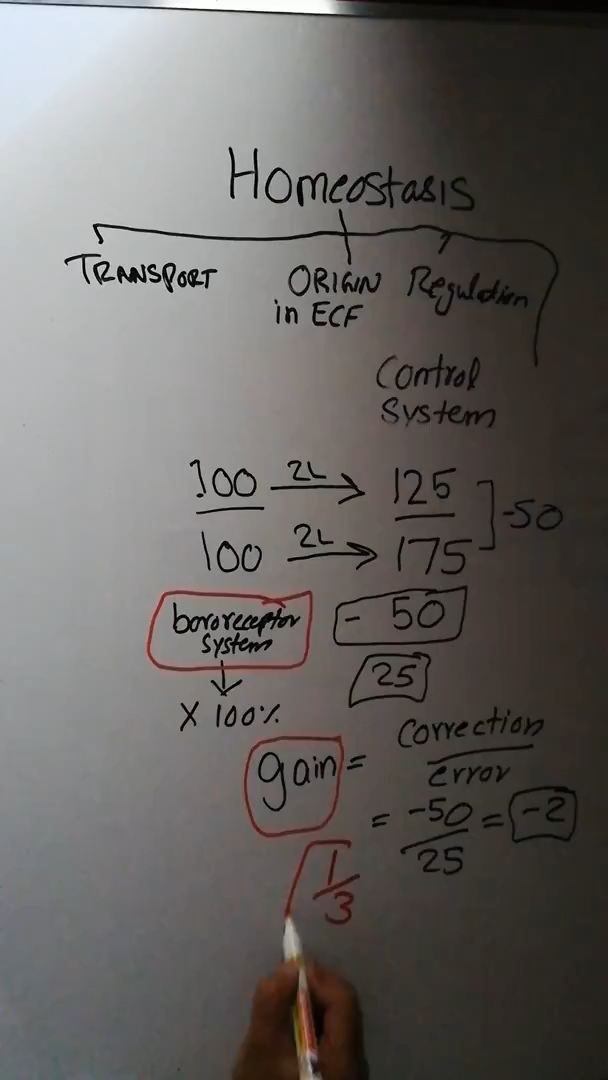 Homeostasis
TRANSPORT
ORIGIN
in ECF
Regulation
Control
System
100 2L → 125
100 2L → 175
-50
bororeceptor
system
- 50
↓
25
X 100%
gain = correction/error
= -50/25 = -2
1/3